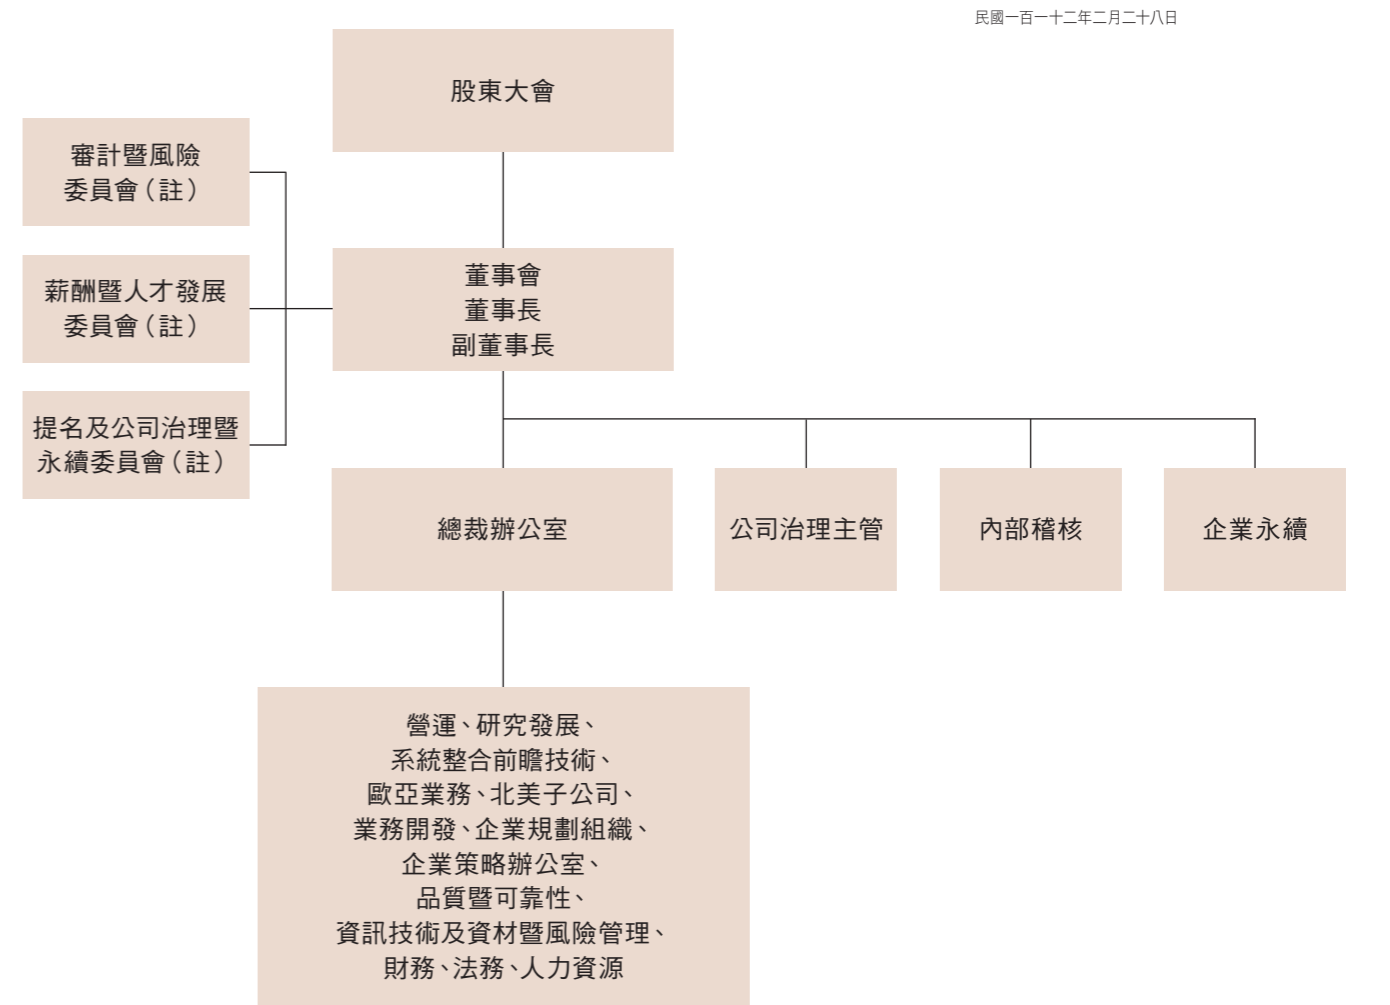 民國一百一十二年二月二十八日
股東大會
審計暨風險
委員會（註）
薪酬暨人才發展
委員會（註）
提名及公司治理暨
永續委員會（註）
董事會
董事長
副董事長
總裁辦公室
公司治理主管
內部稽核
企業永續
營運、研究發展、
系統整合前瞻技術、
歐亞業務、北美子公司、
業務開發、企業規劃組織、
企業策略辦公室、
品質暨可靠性、
資訊技術及資材暨風險管理、
財務、法務、人力資源